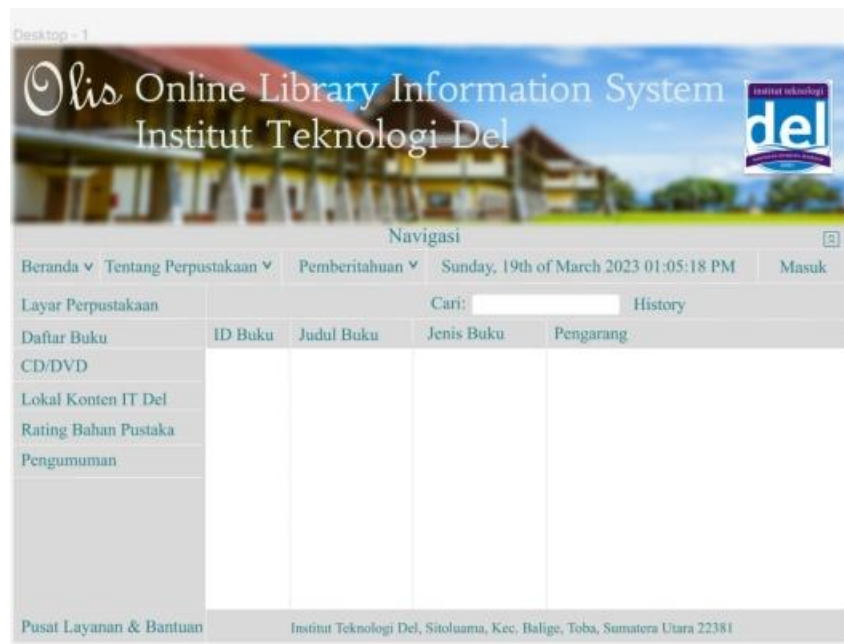 Desktop - 1
Olis Online Library Information System
Institut Teknologi Del
institut teknologi
del
Navigasi
Beranda Tentang Perpustakaan Pemberitahuan Sunday, 19th of March 2023 01:05:18 PM Masuk
Layar Perpustakaan Cari: History
Daftar Buku ID Buku Judul Buku Jenis Buku Pengarang
CD/DVD
Lokal Konten IT Del
Rating Bahan Pustaka
Pengumuman
Pusat Layanan & Bantuan Institut Teknologi Del, Sitoluama, Kec. Balige, Toba, Sumatera Utara 22381